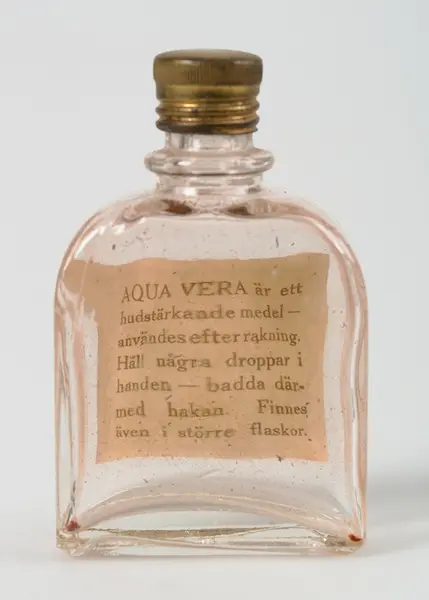 AQUA VERA är ett
hudstärkande medel —
användes efter rakning.
Häll några droppar i
handen — badda där-
med hakan. Finnes
även i större flaskor.